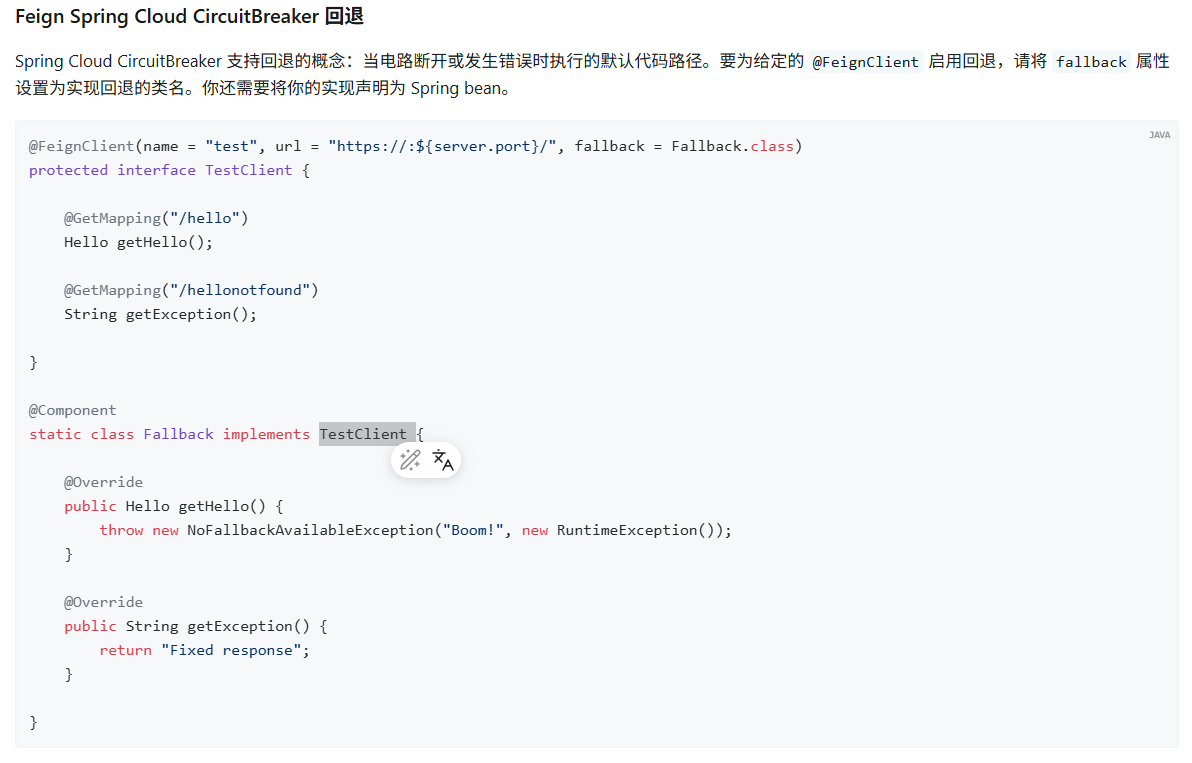 Feign Spring Cloud CircuitBreaker 回退
Spring Cloud CircuitBreaker 支持回退的概念：当电路断开或发生错误时执行的默认代码路径。要为给定的 @FeignClient 启用回退，请将 fallback 属性
设置为实现回退的类名。你还需要将你的实现声明为 Spring bean。
JAVA
@FeignClient(name = "test", url = "https://:${server.port}/", fallback = Fallback.class)
protected interface TestClient {
@GetMapping("/hello")
Hello getHello();
@GetMapping("/hellonotfound")
String getException();
}
@Component
static class Fallback implements TestClient {
@Override
public Hello getHello() {
throw new NoFallbackAvailableException("Boom!", new RuntimeException());
}
@Override
public String getException() {
return "Fixed response";
}
}